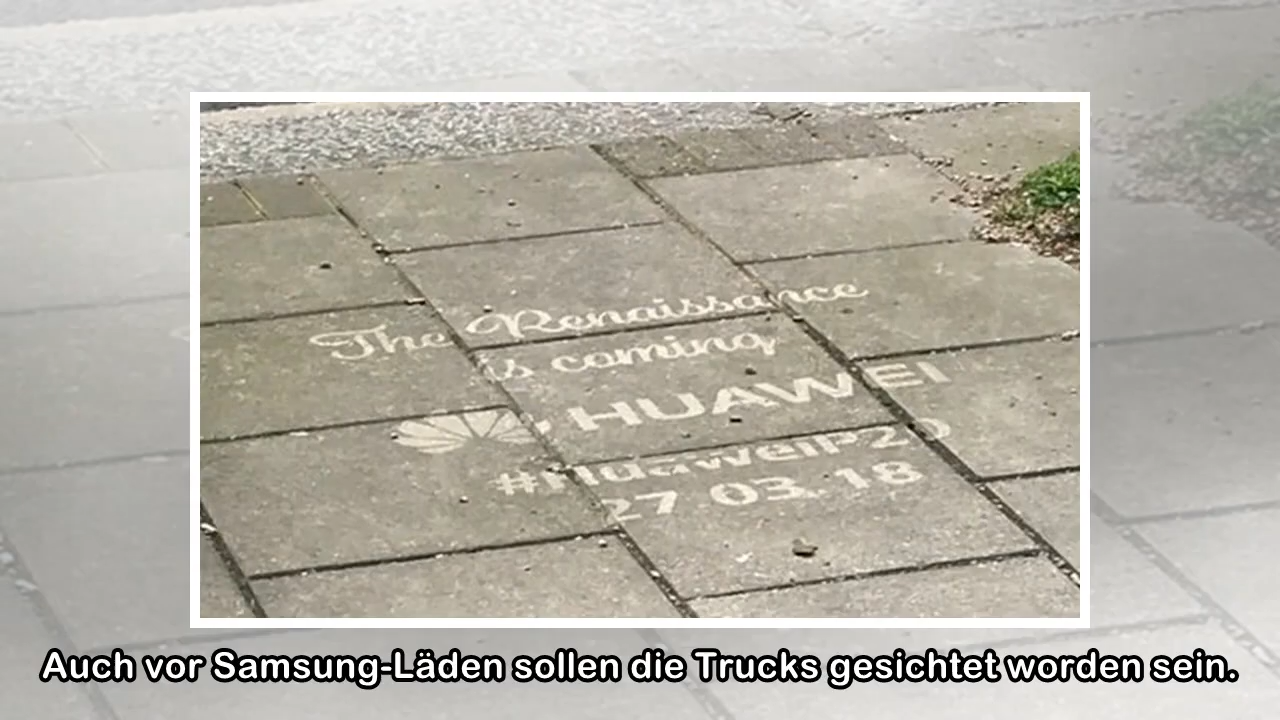 The Renaissance
is coming
HUAWEI
#HuaweiP20
27.03.18
Auch vor Samsung-Läden sollen die Trucks gesichtet worden sein.